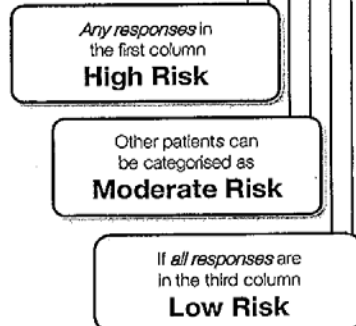 Any responses in
the first column
High Risk
Other patients can
be categorised as
Moderate Risk
If all responses are
in the third column
Low Risk